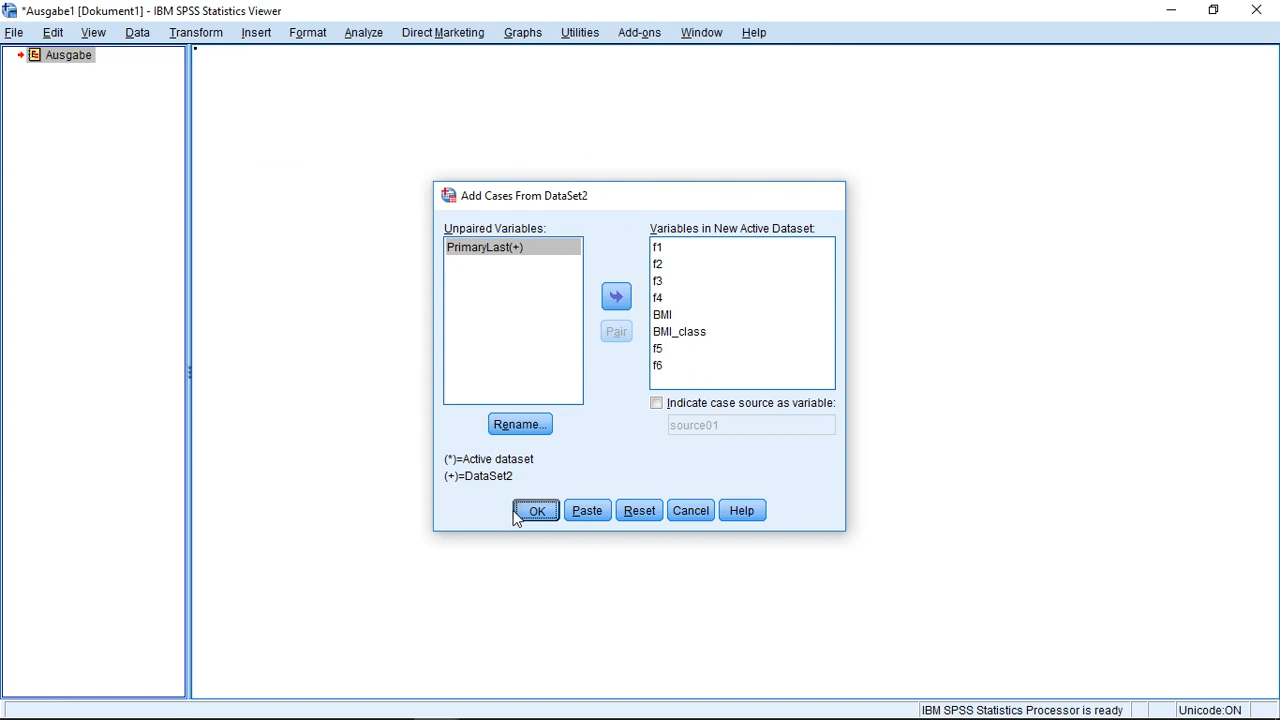 *Ausgabe1 [Dokument1] - IBM SPSS Statistics Viewer
File Edit View Data Transform Insert Format Analyze Direct Marketing Graphs Utilities Add-ons Window Help
Ausgabe
Add Cases From DataSet2
Unpaired Variables:
PrimaryLast(+)
Variables in New Active Dataset:
f1
f2
f3
f4
BMI
BMI_class
f5
f6
Pair
Indicate case source as variable:
source01
Rename...
(*)=Active dataset
(+)=DataSet2
OK Paste Reset Cancel Help
IBM SPSS Statistics Processor is ready Unicode:ON